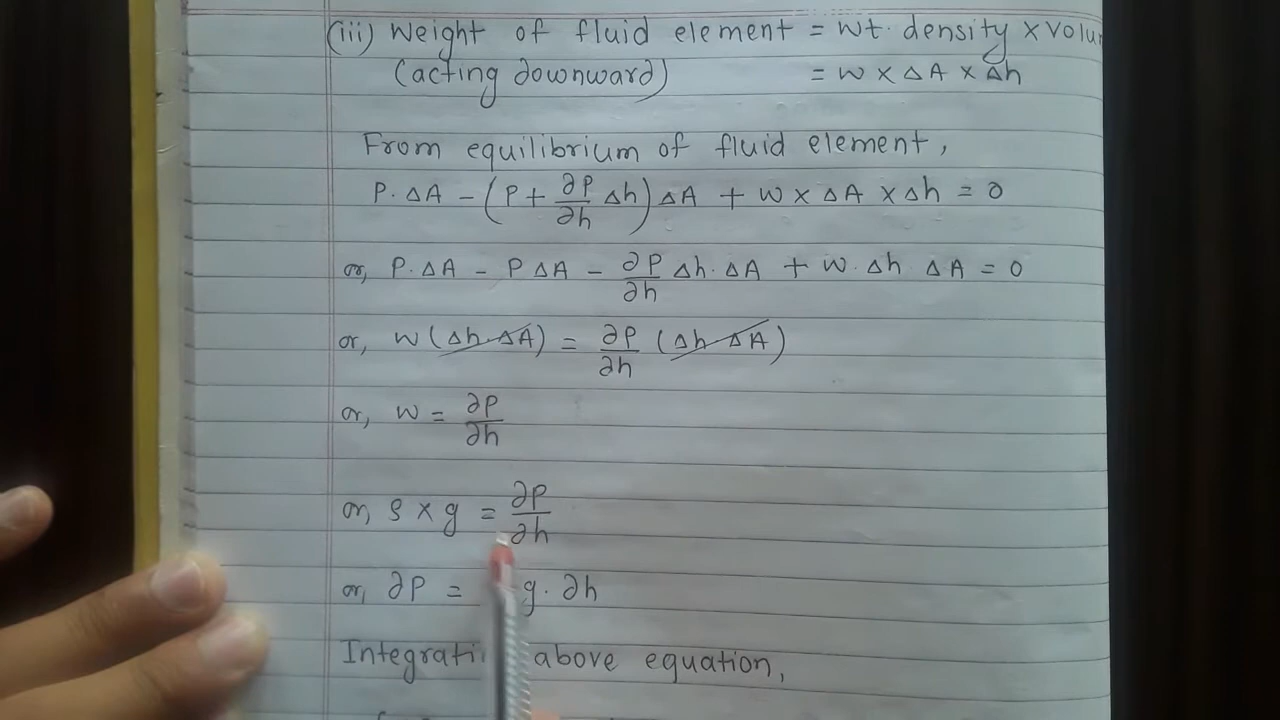 (iii) Weight of fluid element = Wt. density x
(acting downward) = w x ΔA x Δh
From equilibrium of fluid element,
P.ΔA - (P + ∂P/∂h Δh) ΔA + w x ΔA x Δh = 0
or, P.ΔA - PΔA - ∂P/∂h Δh.ΔA + w.Δh ΔA = 0
or, w (Δh.ΔA) = ∂P/∂h (Δh ΔA)
or, w = ∂P/∂h
or, ρ x g = ∂P/∂h
or, ∂P = g.∂h
above equation,